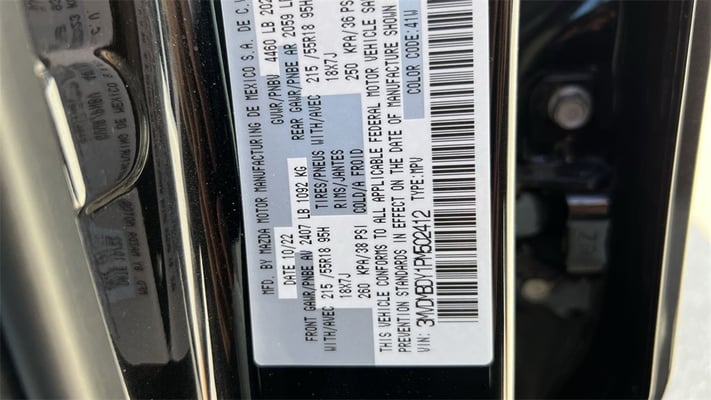 MFD. BY MAZDA MOTOR MANUFACTURING DE MEXICO S.A. DE C.V
DATE 10/22 GVWR/PNBV 4460 LB 202
FRONT GAWR/PNBE AV 2407 LB 1092 KG REAR GAWR/PNBE AR 2059 L
WITH/AVEC 215 /55R18 95H TIRES/PNEUS WITH/AVEC 215 /55R18 95H
18X7J RIMS/JANTES 18X7J
260 KPA/38 PSI COLD/A FROID 250 KPA/36 PS
THIS VEHICLE CONFORMS TO ALL APPLICABLE FEDERAL MOTOR VEHICLE SA
PREVENTION STANDARDS IN EFFECT ON THE DATE OF MANUFACTURE SHOWN
VIN: 3MVDMBDY1PM502412 TYPE:MPV COLOR CODE:41W